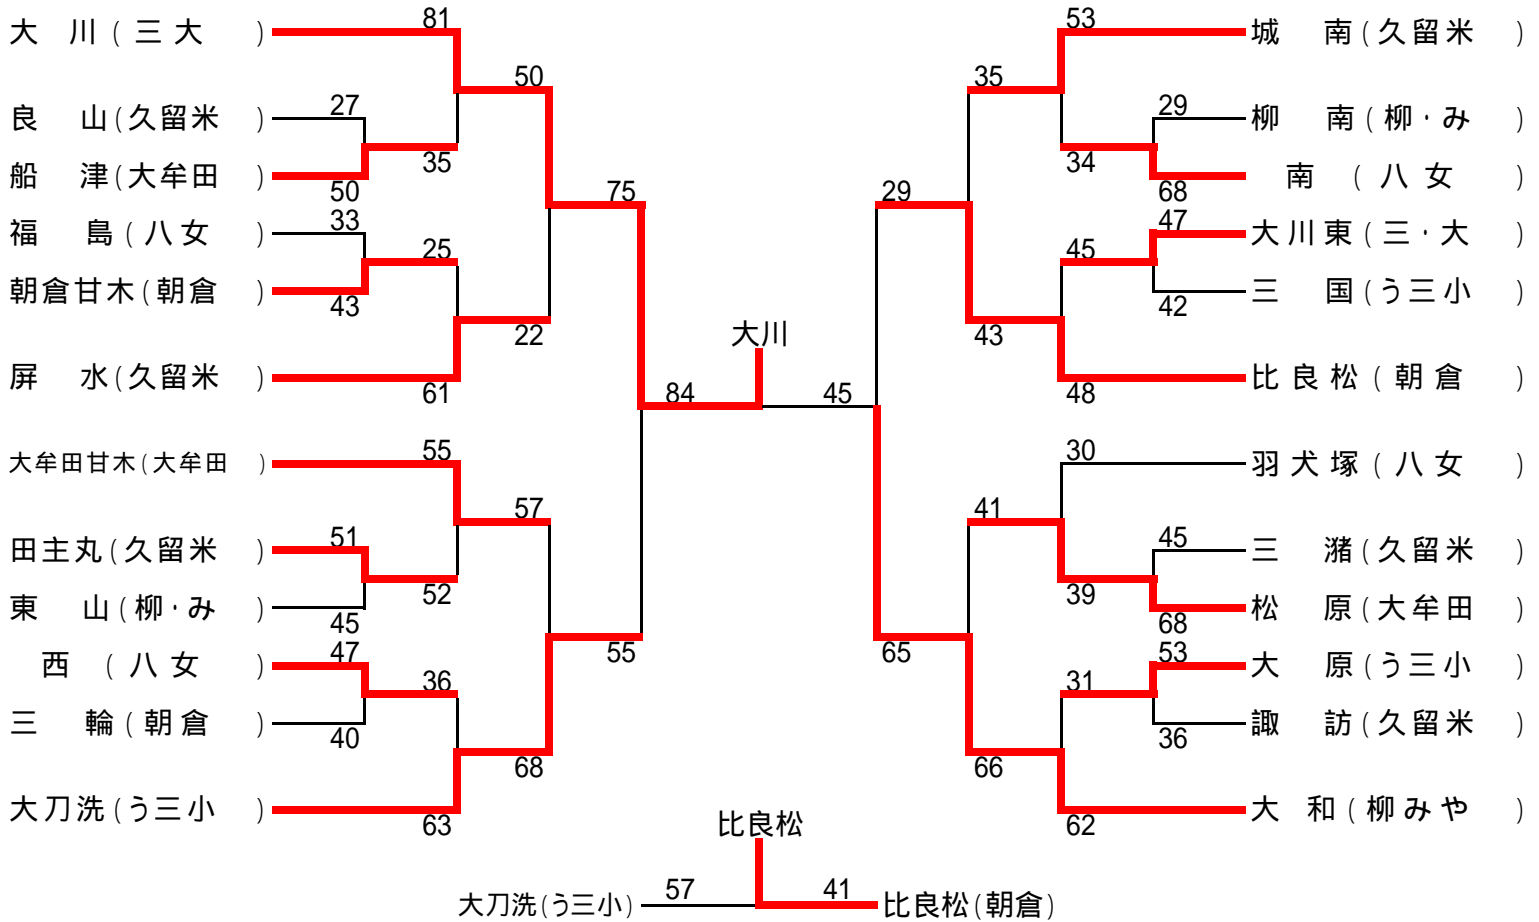 大川(三大)
81
良山(久留米)
27
35
船津(大牟田)
50
50
福島(八女)
33
25
朝倉甘木(朝倉)
43
22
屏水(久留米)
61
75
大牟田甘木(大牟田)
55
57
田主丸(久留米)
51
52
東山(柳・み)
45
西(八女)
47
36
三輪(朝倉)
40
68
大刀洗(う三小)
63
55
大川
84
45
53
城南(久留米)
35
29
柳南(柳・み)
34
68
南(八女)
29
47
大川東(三・大)
45
42
三国(う三小)
43
48
比良松(朝倉)
30
羽犬塚(八女)
41
45
三潴(久留米)
39
68
松原(大牟田)
65
53
大原(う三小)
31
36
諏訪(久留米)
66
62
大和(柳みや)
比良松
大刀洗(う三小)
57
41
比良松(朝倉)